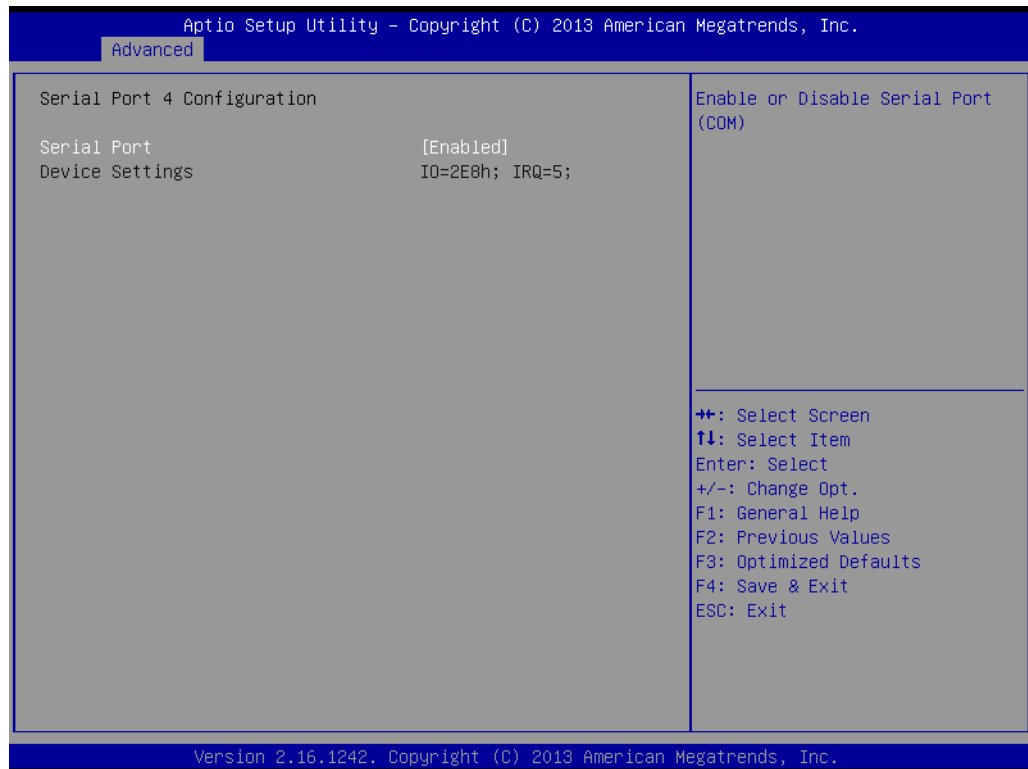 Aptio Setup Utility – Copyright (C) 2013 American Megatrends, Inc.
Advanced
Serial Port 4 Configuration
Serial Port [Enabled]
Device Settings IO=2E8h; IRQ=5;
Enable or Disable Serial Port
(COM)
→←: Select Screen
↑↓: Select Item
Enter: Select
+/-: Change Opt.
F1: General Help
F2: Previous Values
F3: Optimized Defaults
F4: Save & Exit
ESC: Exit
Version 2.16.1242. Copyright (C) 2013 American Megatrends, Inc.